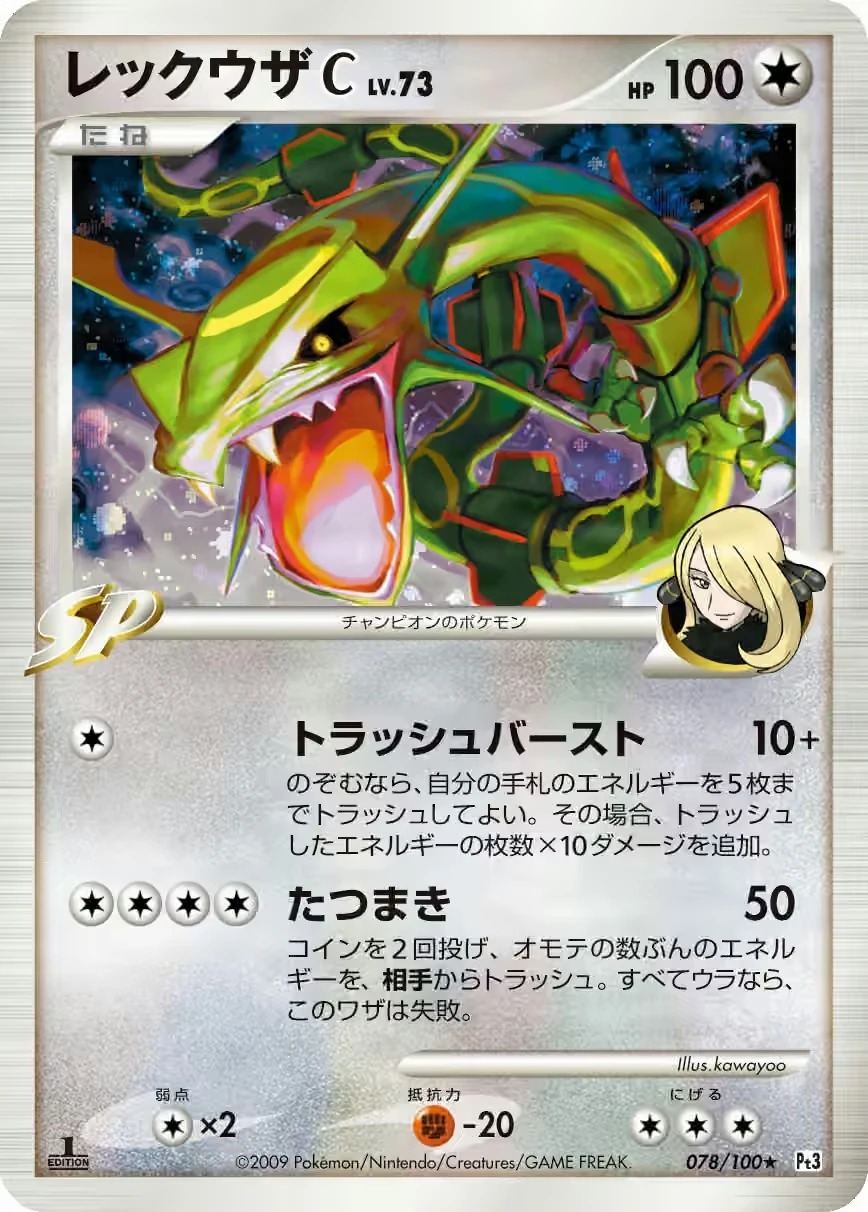 レックウザ C LV.73 HP 100
たね
SP
チャンピオンのポケモン
トラッシュバースト 10+
のぞむなら、自分の手札のエネルギーを5枚ま
でトラッシュしてよい。その場合、トラッシュ
したエネルギーの枚数×10ダメージを追加。
たつまき 50
コインを2回投げ、オモテの数ぶんのエネル
ギーを、相手からトラッシュ。すべてウラなら、
このワザは失敗。
Illus.kawayoo
弱点 抵抗力 にげる
×2 -20
1 EDITION ©2009 Pokémon/Nintendo/Creatures/GAME FREAK. 078/100★ Pt3